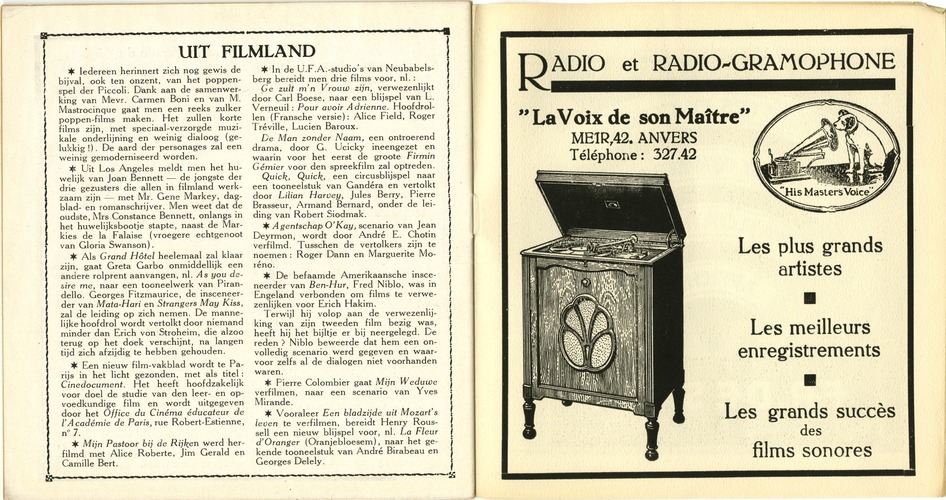 UIT FILMLAND
✶ Iedereen herinnert zich nog gewis de
bijval, ook ten onzent, van het poppen-
spel der Piccoli. Dank aan de samenwer-
king van Mevr. Carmen Boni en van M.
Mastrocinque gaat men een reeks zulker
poppen-films maken. Het zullen korte
films zijn, met speciaal-verzorgde muzi-
kale onderlijning en weinig dialoog (ge-
lukkig !). De aard der personages zal een
weinig gemoderniseerd worden.
✶ Uit Los Angeles meldt men het hu-
welijk van Joan Bennett — de jongste der
drie gezusters die allen in filmland werk-
zaam zijn — met Mr. Gene Markey, dag-
blad- en romanschrijver. Men weet dat de
oudste, Mrs Constance Bennett, onlangs in
het huwelijksbootje stapte, naast de Mar-
kies de la Falaise (vroegere echtgenoot
van Gloria Swanson).
✶ Als Grand Hôtel heelemaal zal klaar
zijn, gaat Greta Garbo onmiddellijk een
andere rolprent aanvangen, nl. As you de-
sire me, naar een tooneelwerk van Piran-
dello. Georges Fitzmaurice, de insceneer-
der van Mata-Hari en Strangers May Kiss,
zal de leiding op zich nemen. De manne-
lijke hoofdrol wordt vertolkt door niemand
minder dan Erich von Stroheim, die alzoo
terug op het doek verschijnt, na langen
tijd zich afzijdig te hebben gehouden.
✶ Een nieuw film-vakblad wordt te Pa-
rijs in het licht gezonden, met als titel :
Cinedocument. Het heeft hoofdzakelijk
voor doel de studie van den leer- en op-
voedkundige film en wordt uitgegeven
door het Office du Cinéma éducateur de
l'Académie de Paris, rue Robert-Estienne,
n° 7.
✶ Mijn Pastoor bij de Rijken werd her-
filmd met Alice Roberte, Jim Gerald en
Camille Bert.
✶ In de U.F.A.-studio's van Neubabels-
berg bereidt men drie films voor, nl. :
Ge zult m'n Vrouw zijn, verwezenlijkt
door Carl Boese, naar een blijspel van L.
Verneuil : Pour avoir Adrienne. Hoofdrol-
len (Fransche versie) : Alice Field, Roger
Tréville, Lucien Baroux.
De Man zonder Naam, een ontroerend
drama, door G. Ucicky ineengezet en
waarin voor het eerst de groote Firmin
Gémier voor den spreekfilm zal optreden.
Quick, Quick, een circusblijspel naar
een tooneelstuk van Gandéra en vertolkt
door Lilian Harvey, Jules Berry, Pierre
Brasseur, Armand Bernard, onder de lei-
ding van Robert Siodmak.
✶ Agentschap O'Kay, scenario van Jean
Deyrmon, wordt door André E. Chotin
verfilmd. Tusschen de vertolkers zijn te
noemen : Roger Dann en Marguerite Mo-
réno.
✶ De befaamde Amerikaansche insce-
neerder van Ben-Hur, Fred Niblo, was in
Engeland verbonden om films te verwe-
zenlijken voor Erich Hakim.
Terwijl hij volop aan de verwezenlij-
king van zijn tweeden film bezig was,
heeft hij het bijltje er bij neergelegd. De
reden ? Niblo beweerde dat hem een on-
volledig scenario werd gegeven en waar-
voor zelfs al de dialogen niet voorhanden
waren.
✶ Pierre Colombier gaat Mijn Weduwe
verfilmen, naar een scenario van Yves
Mirande.
✶ Vooraleer Een bladzijde uit Mozart's
leven te verfilmen, bereidt Henry Rous-
sell een nieuw blijspel voor, nl. La Fleur
d'Oranger (Oranjebloesem), naar het ge-
kende tooneelstuk van André Birabeau en
Georges Delely.
RADIO et RADIO-GRAMOPHONE
"La Voix de son Maître"
MEIR, 42. ANVERS
Téléphone : 327.42
"His Masters Voice"
Les plus grands
artistes
Les meilleurs
enregistrements
Les grands succès
des
films sonores